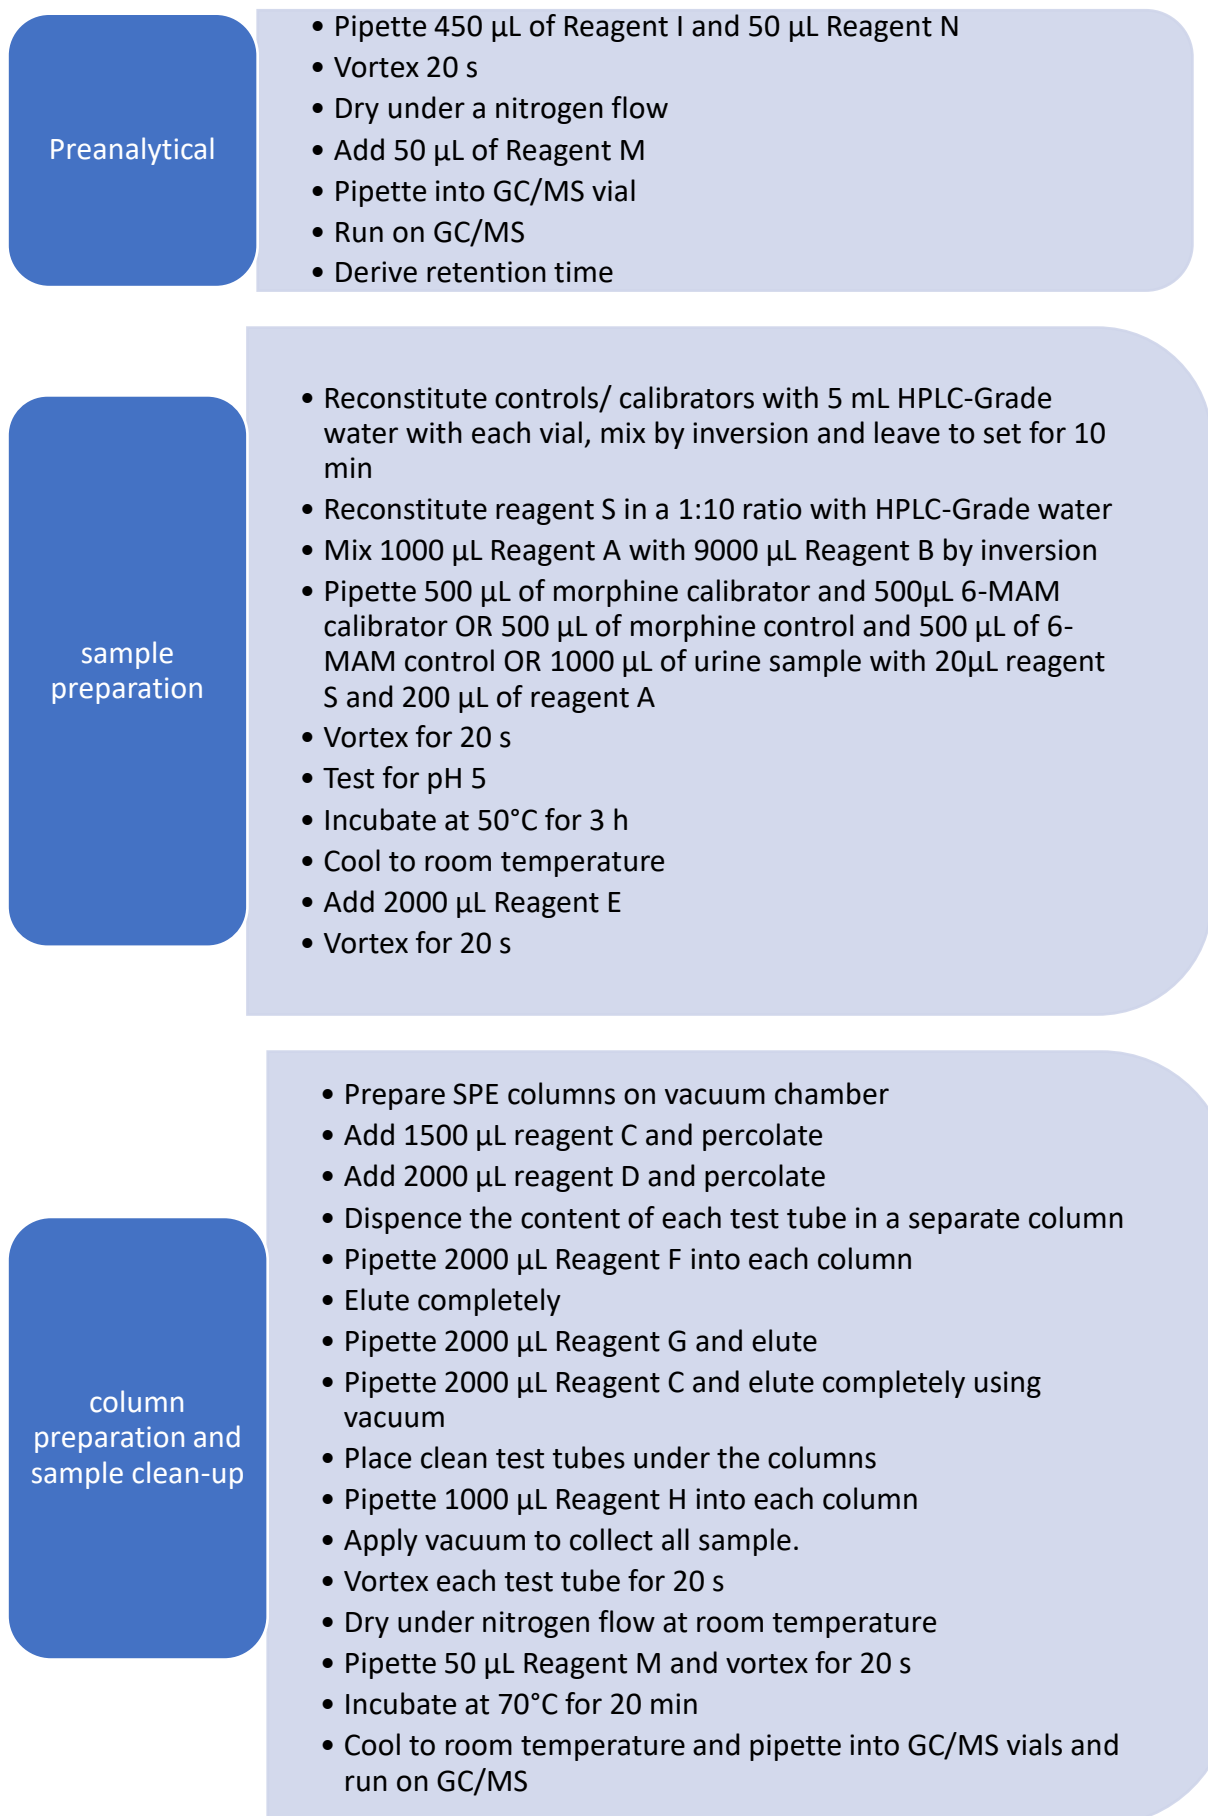 Preanalytical
• Pipette 450 µL of Reagent I and 50 µL Reagent N
• Vortex 20 s
• Dry under a nitrogen flow
• Add 50 µL of Reagent M
• Pipette into GC/MS vial
• Run on GC/MS
• Derive retention time
sample
preparation
• Reconstitute controls/ calibrators with 5 mL HPLC-Grade
water with each vial, mix by inversion and leave to set for 10
min
• Reconstitute reagent S in a 1:10 ratio with HPLC-Grade water
• Mix 1000 µL Reagent A with 9000 µL Reagent B by inversion
• Pipette 500 µL of morphine calibrator and 500µL 6-MAM
calibrator OR 500 µL of morphine control and 500 µL of 6-
MAM control OR 1000 µL of urine sample with 20µL reagent
S and 200 µL of reagent A
• Vortex for 20 s
• Test for pH 5
• Incubate at 50°C for 3 h
• Cool to room temperature
• Add 2000 µL Reagent E
• Vortex for 20 s
column
preparation and
sample clean-up
• Prepare SPE columns on vacuum chamber
• Add 1500 µL reagent C and percolate
• Add 2000 µL reagent D and percolate
• Dispence the content of each test tube in a separate column
• Pipette 2000 µL Reagent F into each column
• Elute completely
• Pipette 2000 µL Reagent G and elute
• Pipette 2000 µL Reagent C and elute completely using
vacuum
• Place clean test tubes under the columns
• Pipette 1000 µL Reagent H into each column
• Apply vacuum to collect all sample.
• Vortex each test tube for 20 s
• Dry under nitrogen flow at room temperature
• Pipette 50 µL Reagent M and vortex for 20 s
• Incubate at 70°C for 20 min
• Cool to room temperature and pipette into GC/MS vials and
run on GC/MS